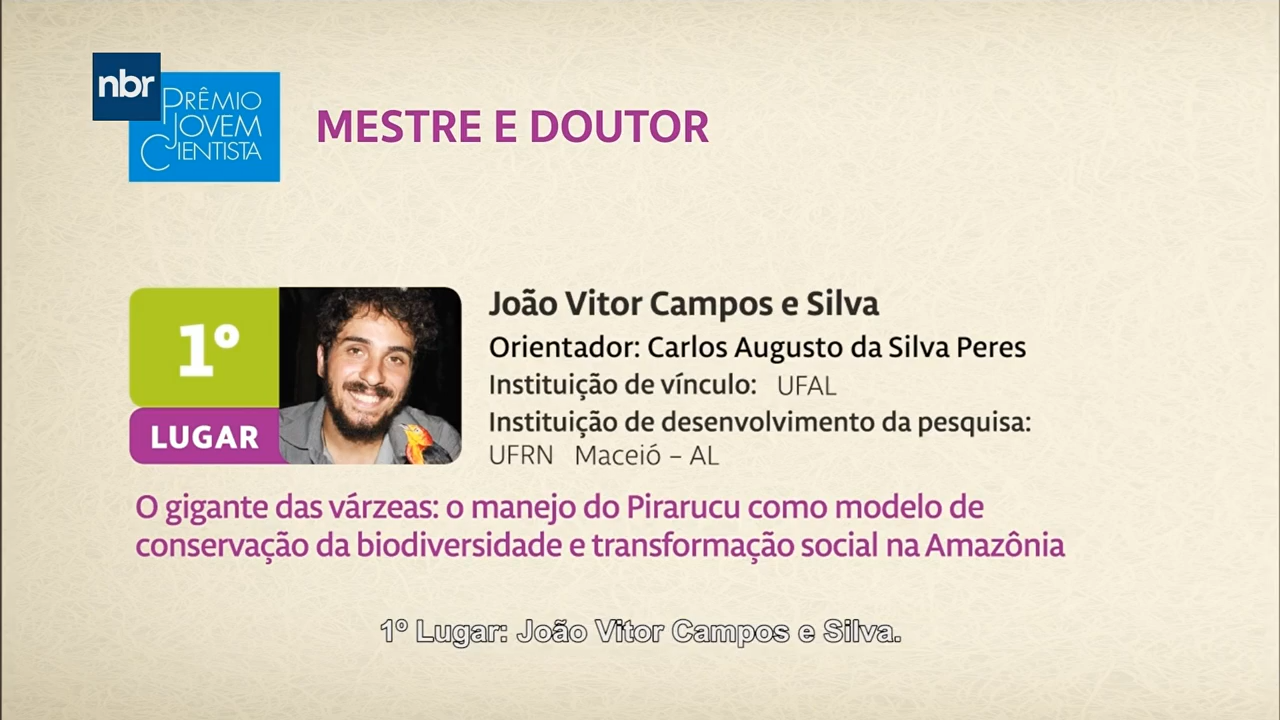 nbr
PRÊMIO
JOVEM
CIENTISTA
MESTRE E DOUTOR
1º
LUGAR
João Vitor Campos e Silva
Orientador: Carlos Augusto da Silva Peres
Instituição de vínculo: UFAL
Instituição de desenvolvimento da pesquisa:
UFRN Maceió – AL
O gigante das várzeas: o manejo do Pirarucu como modelo de
conservação da biodiversidade e transformação social na Amazônia
1º Lugar: João Vitor Campos e Silva.